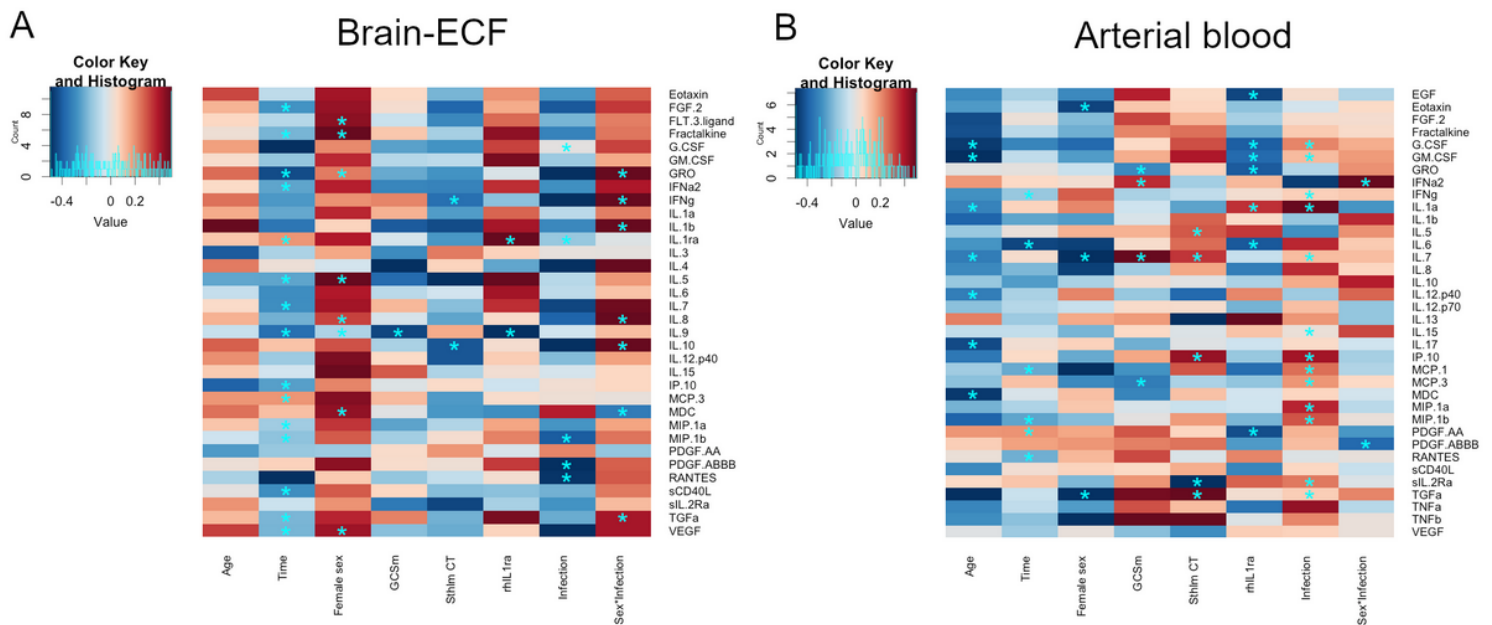 A
Brain-ECF
Color Key
and Histogram
Count
0 4 8
-0.4 0 0.2
Value
Eotaxin
FGF.2
FLT.3.ligand
Fractalkine
G.CSF
GM.CSF
GRO
IFNa2
IFNg
IL.1a
IL.1b
IL.1ra
IL.3
IL.4
IL.5
IL.6
IL.7
IL.8
IL.9
IL.10
IL.12.p40
IL.15
IP.10
MCP.3
MDC
MIP.1a
MIP.1b
PDGF.AA
PDGF.ABBB
RANTES
sCD40L
sIL.2Ra
TGFa
VEGF
Age
Time
Female sex
GCSm
Sthlm CT
rhIL1ra
Infection
Sex*Infection
B
Arterial blood
Color Key
and Histogram
Count
0 2 4 6
-0.4 0 0.2
Value
EGF
Eotaxin
FGF.2
Fractalkine
G.CSF
GM.CSF
GRO
IFNa2
IFNg
IL.1a
IL.1b
IL.5
IL.6
IL.7
IL.8
IL.10
IL.12.p40
IL.12.p70
IL.13
IL.15
IL.17
IP.10
MCP.1
MCP.3
MDC
MIP.1a
MIP.1b
PDGF.AA
PDGF.ABBB
RANTES
sCD40L
sIL.2Ra
TGFa
TNFa
TNFb
VEGF
Age
Time
Female sex
GCSm
Sthlm CT
rhIL1ra
Infection
Sex*Infection